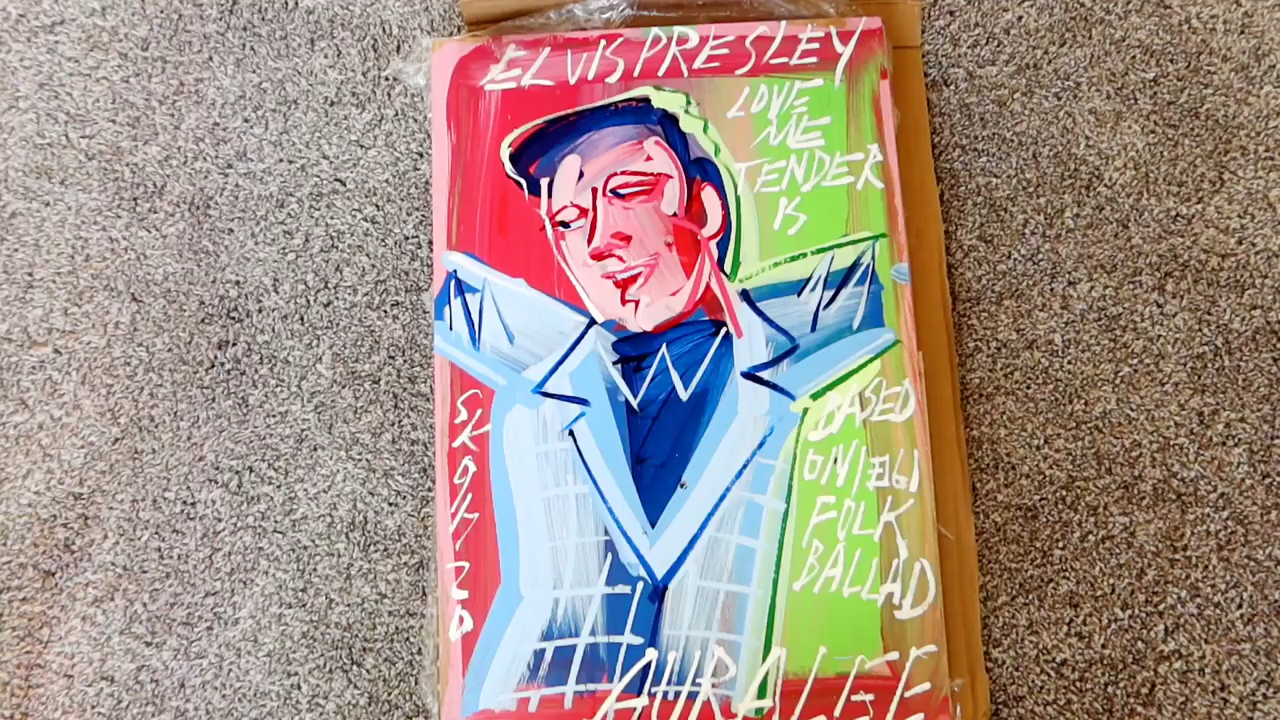 ELVIS PRESLEY
LOVE
ME
TENDER
IS
BASED
ON 1861
FOLK
BALLAD
AURALEE